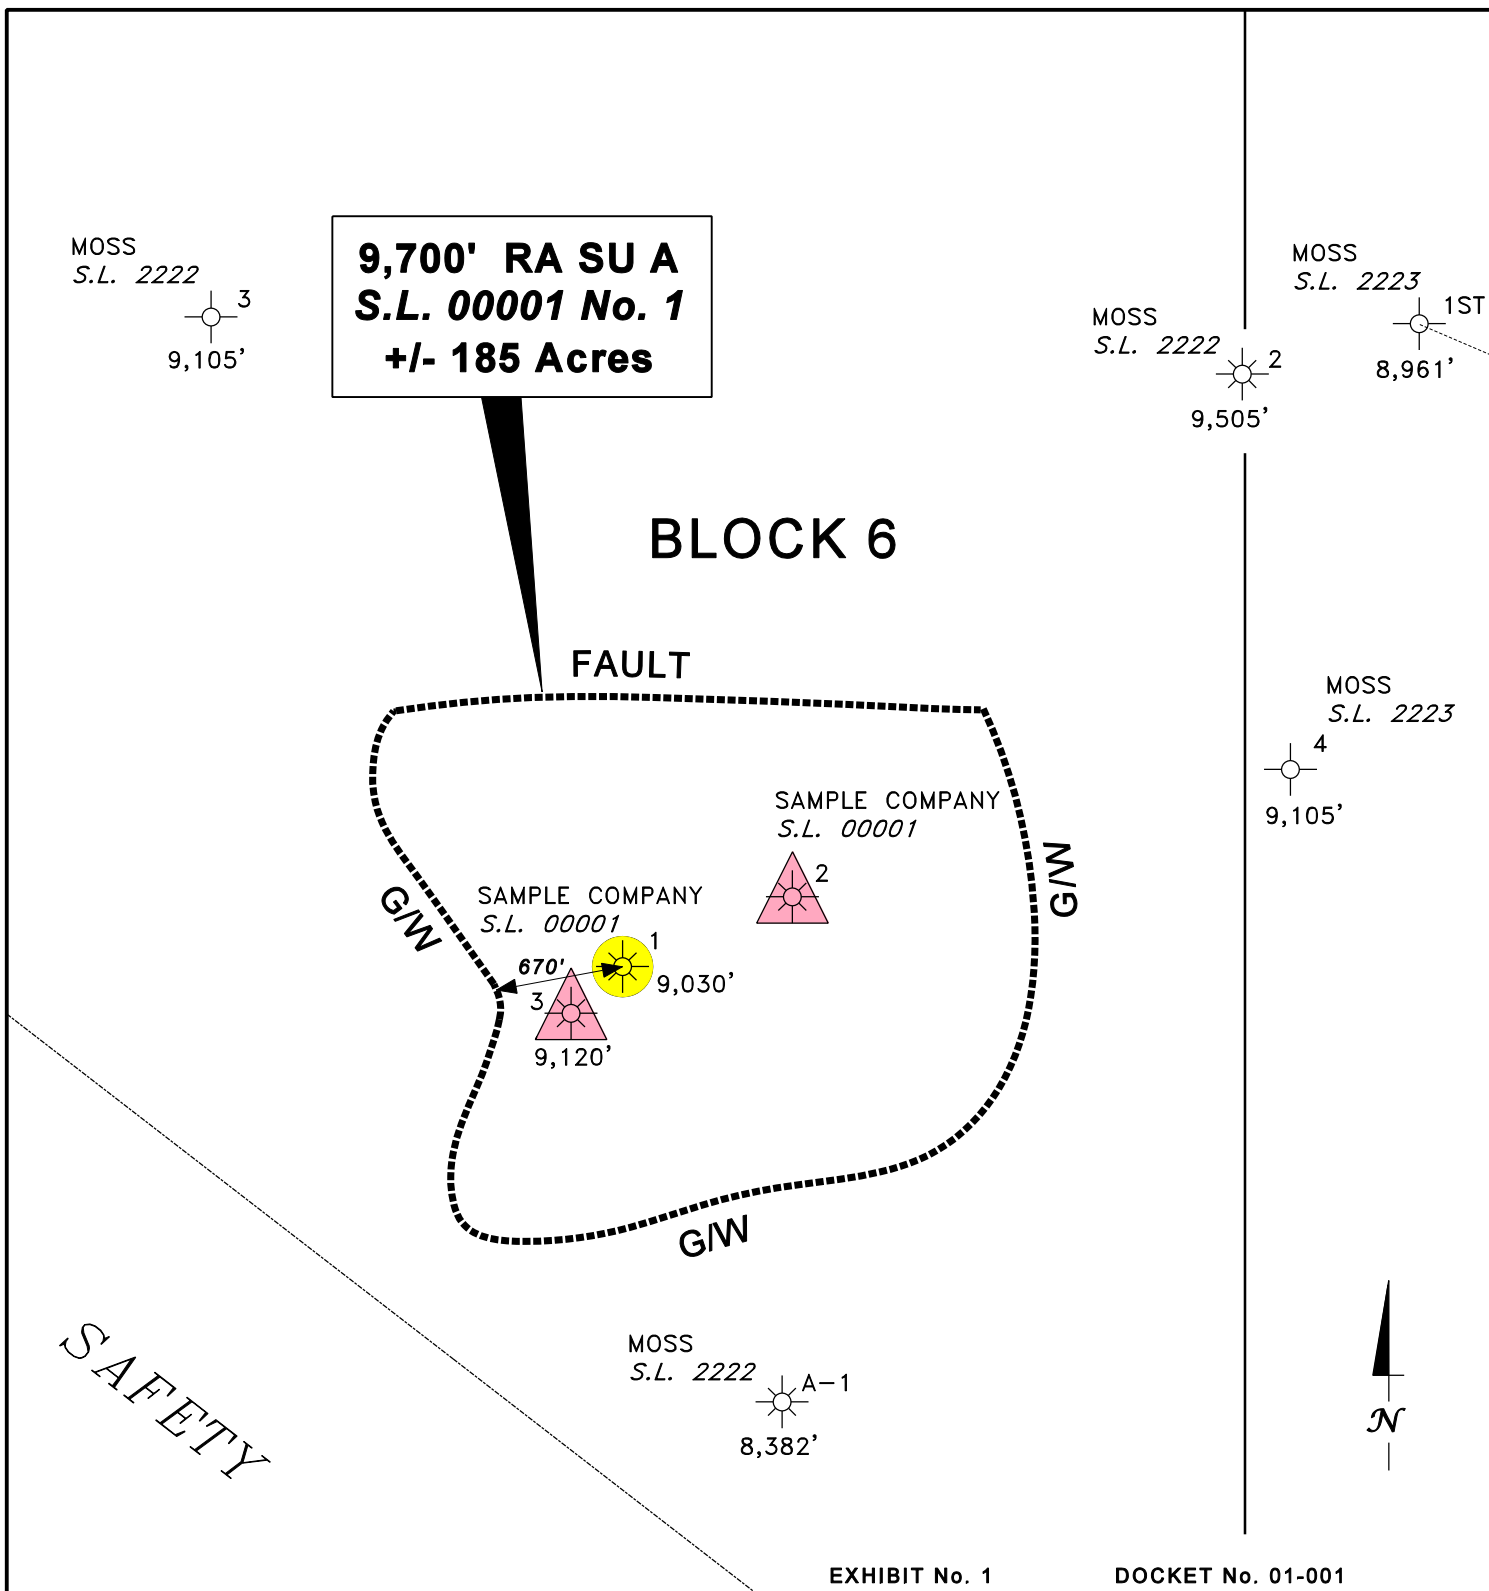 MOSS
S.L. 2222
3
9,105'
9,700' RA SU A
S.L. 00001 No. 1
+/- 185 Acres
MOSS
S.L. 2222
2
9,505'
MOSS
S.L. 2223
1ST
8,961'
BLOCK 6
FAULT
MOSS
S.L. 2223
4
9,105'
SAMPLE COMPANY
S.L. 00001
2
G/W
G/W
SAMPLE COMPANY
S.L. 00001
1
670'
9,030'
3
9,120'
G/W
SAFETY
MOSS
S.L. 2222
A-1
8,382'
N
EXHIBIT No. 1
DOCKET No. 01-001